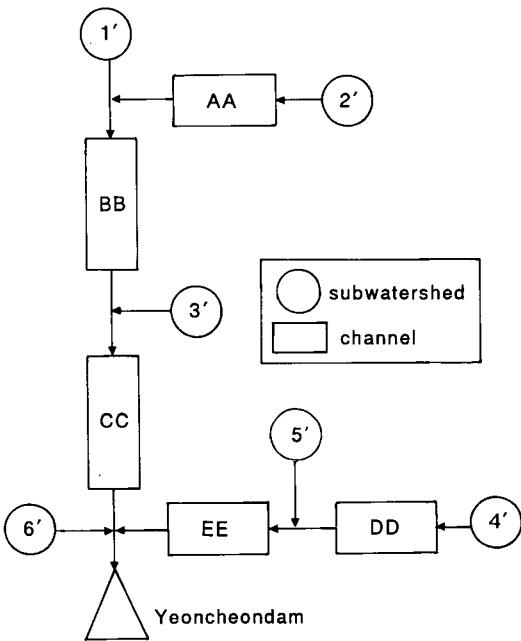 1′
AA
2′
BB
subwatershed
3′
channel
CC
5′
6′
EE
DD
4′
Yeoncheondam